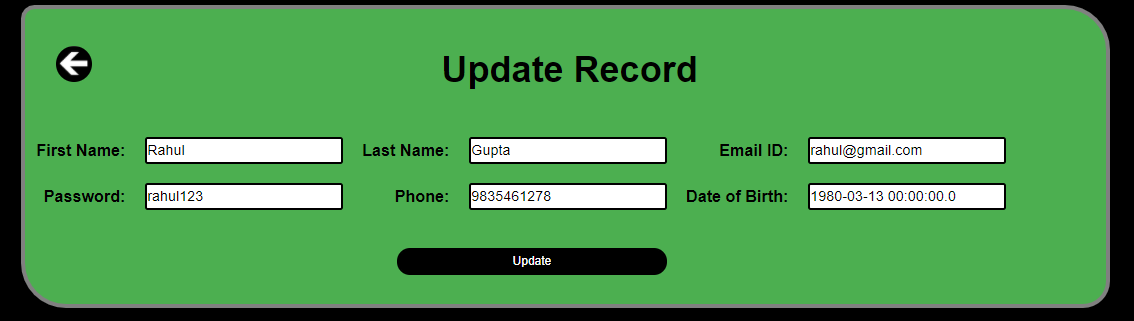 Update Record
First Name: Rahul Last Name: Gupta Email ID: rahul@gmail.com
Password: rahul123 Phone: 9835461278 Date of Birth: 1980-03-13 00:00:00.0
Update